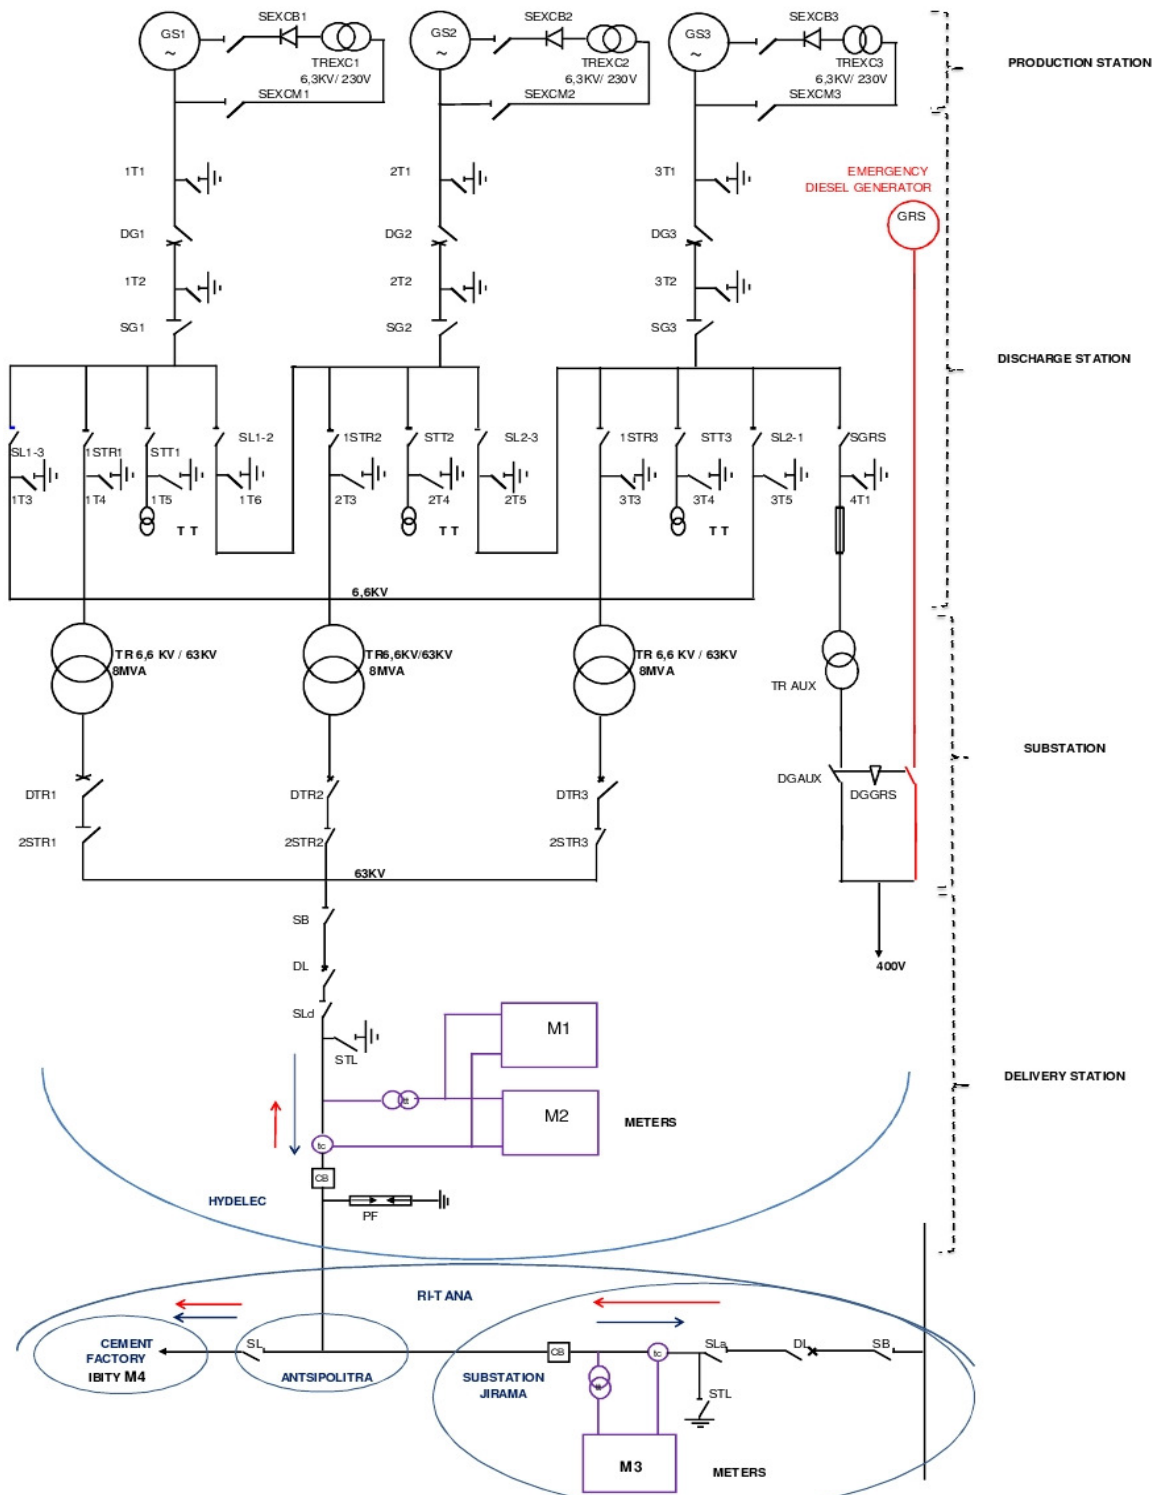 GS1
~
SEXCB1
TREXC1
6,3KV/ 230V
SEXCM1
GS2
~
SEXCB2
TREXC2
6,3KV/ 230V
SEXCM2
GS3
~
SEXCB3
TREXC3
6,3KV/ 230V
SEXCM3
PRODUCTION STATION
1T1
2T1
3T1
EMERGENCY
DIESEL GENERATOR
GRS
DG1
DG2
DG3
1T2
2T2
3T2
SG1
SG2
SG3
DISCHARGE STATION
SL1-3
1STR1
STT1
SL1-2
1STR2
STT2
SL2-3
1STR3
STT3
SL2-1
SGRS
1T3
1T4
1T5
1T6
2T3
2T4
2T5
3T3
3T4
3T5
4T1
T T
T T
T T
6,6KV
TR 6,6 KV / 63KV
8MVA
TR6,6KV/63KV
8MVA
TR 6,6 KV / 63KV
8MVA
TR AUX
SUBSTATION
DTR1
DTR2
DTR3
DGAUX
DGGRS
2STR1
2STR2
2STR3
63KV
SB
DL
400V
SLd
STL
M1
tt
M2
METERS
DELIVERY STATION
tc
CB
HYDELEC
PF
RI-TANA
CEMENT
FACTORY
IBITY M4
SL
ANTSIPOLITRA
SUBSTATION
JIRAMA
CB
tc
SLa
DL
SB
tt
STL
M3
METERS